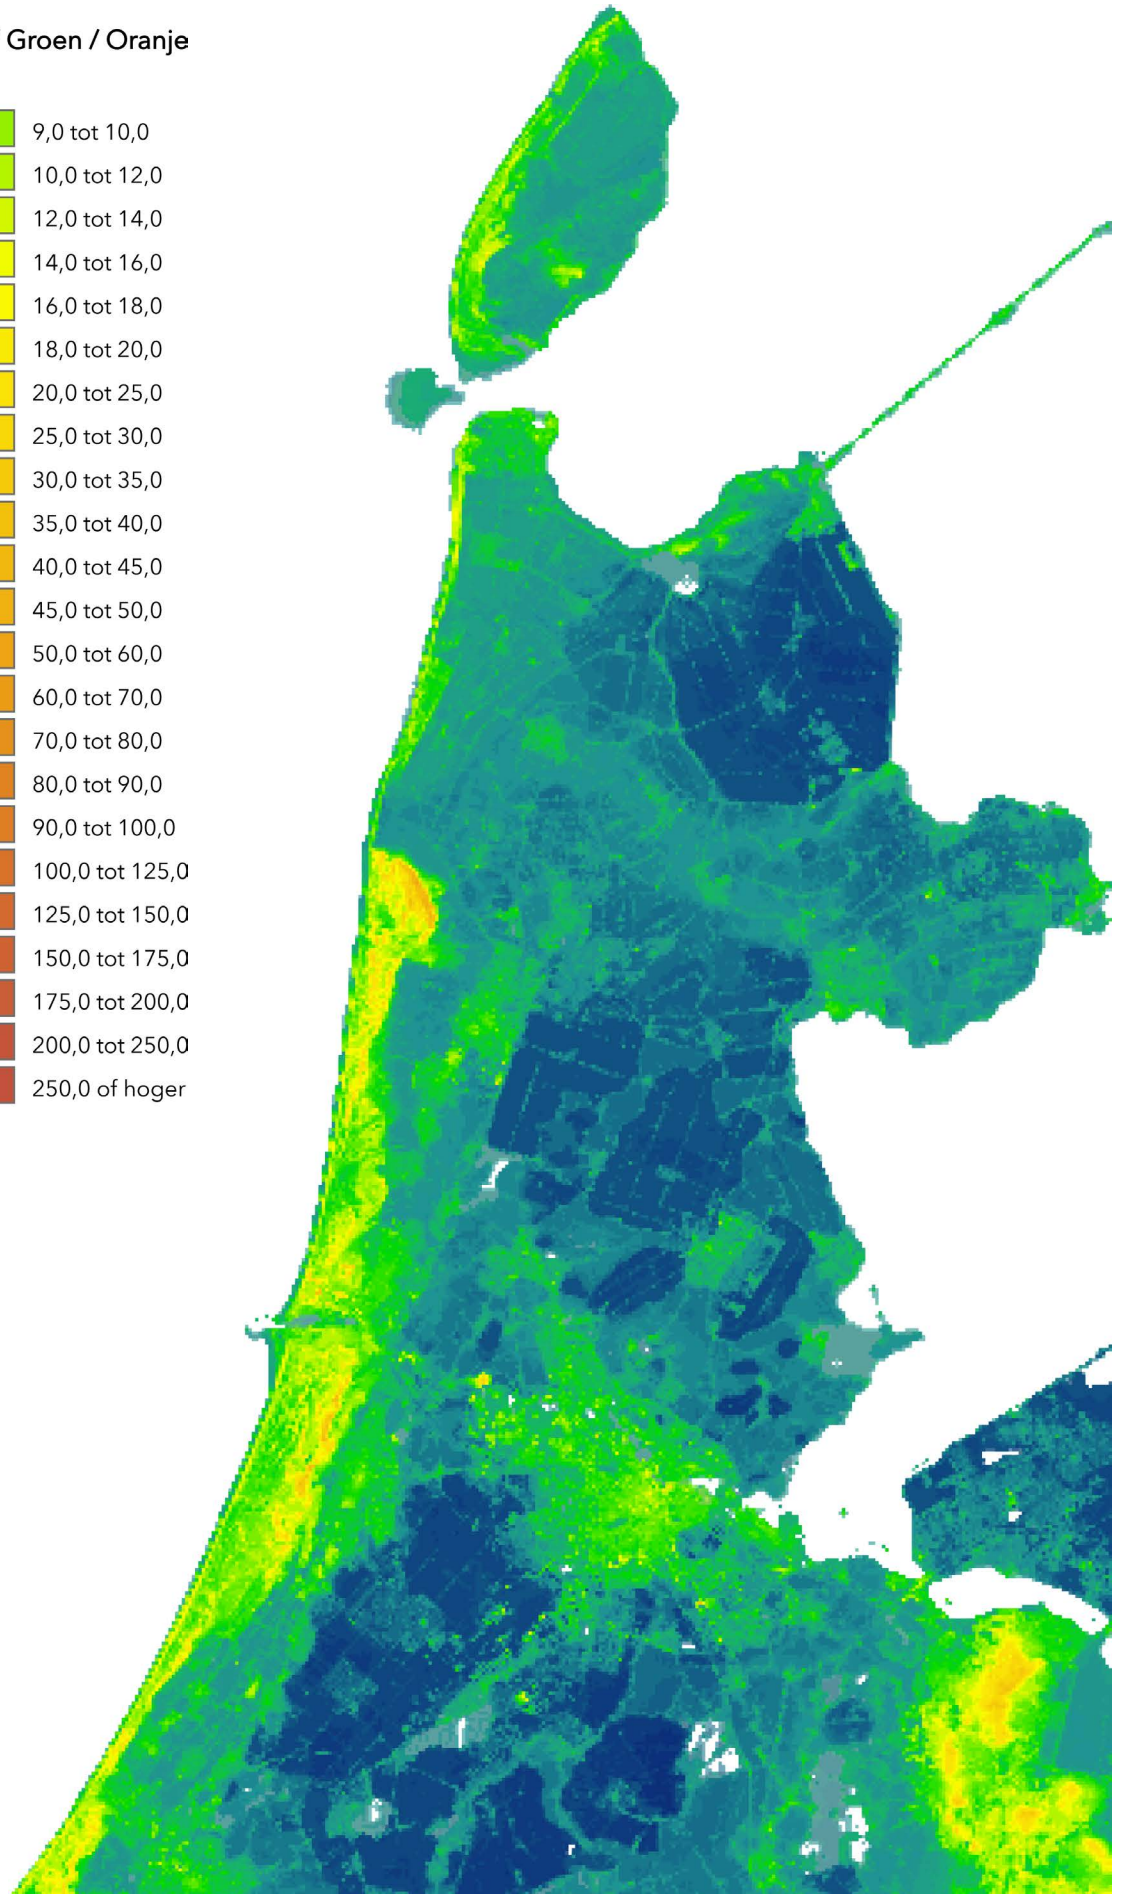 Groen / Oranje
9,0 tot 10,0
10,0 tot 12,0
12,0 tot 14,0
14,0 tot 16,0
16,0 tot 18,0
18,0 tot 20,0
20,0 tot 25,0
25,0 tot 30,0
30,0 tot 35,0
35,0 tot 40,0
40,0 tot 45,0
45,0 tot 50,0
50,0 tot 60,0
60,0 tot 70,0
70,0 tot 80,0
80,0 tot 90,0
90,0 tot 100,0
100,0 tot 125,0
125,0 tot 150,0
150,0 tot 175,0
175,0 tot 200,0
200,0 tot 250,0
250,0 of hoger